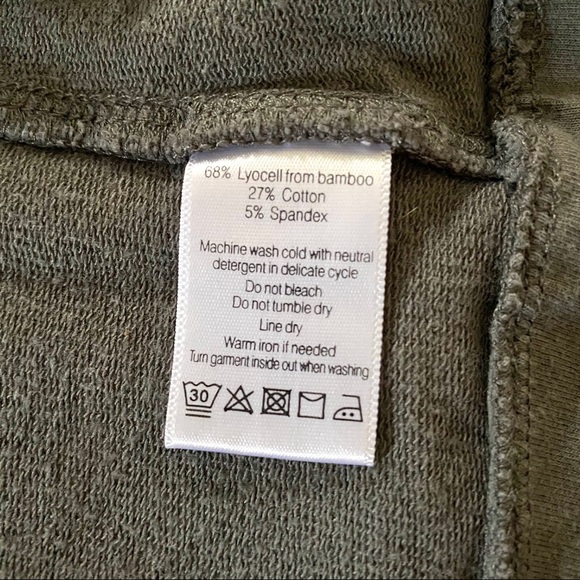 68% Lyocell from bamboo
27% Cotton
5% Spandex
Machine wash cold with neutral
detergent in delicate cycle
Do not bleach
Do not tumble dry
Line dry
Warm iron if needed
Turn garment inside out when washing
30